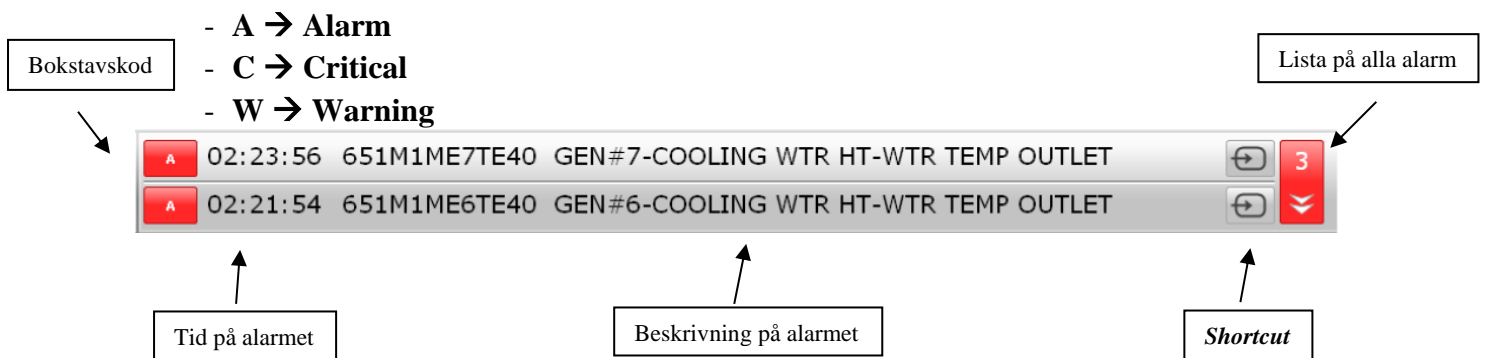 - A → Alarm
Bokstavskod
- C → Critical
Lista på alla alarm
- W → Warning
A 02:23:56 651M1ME7TE40 GEN#7-COOLING WTR HT-WTR TEMP OUTLET 3
A 02:21:54 651M1ME6TE40 GEN#6-COOLING WTR HT-WTR TEMP OUTLET
Tid på alarmet
Beskrivning på alarmet
Shortcut